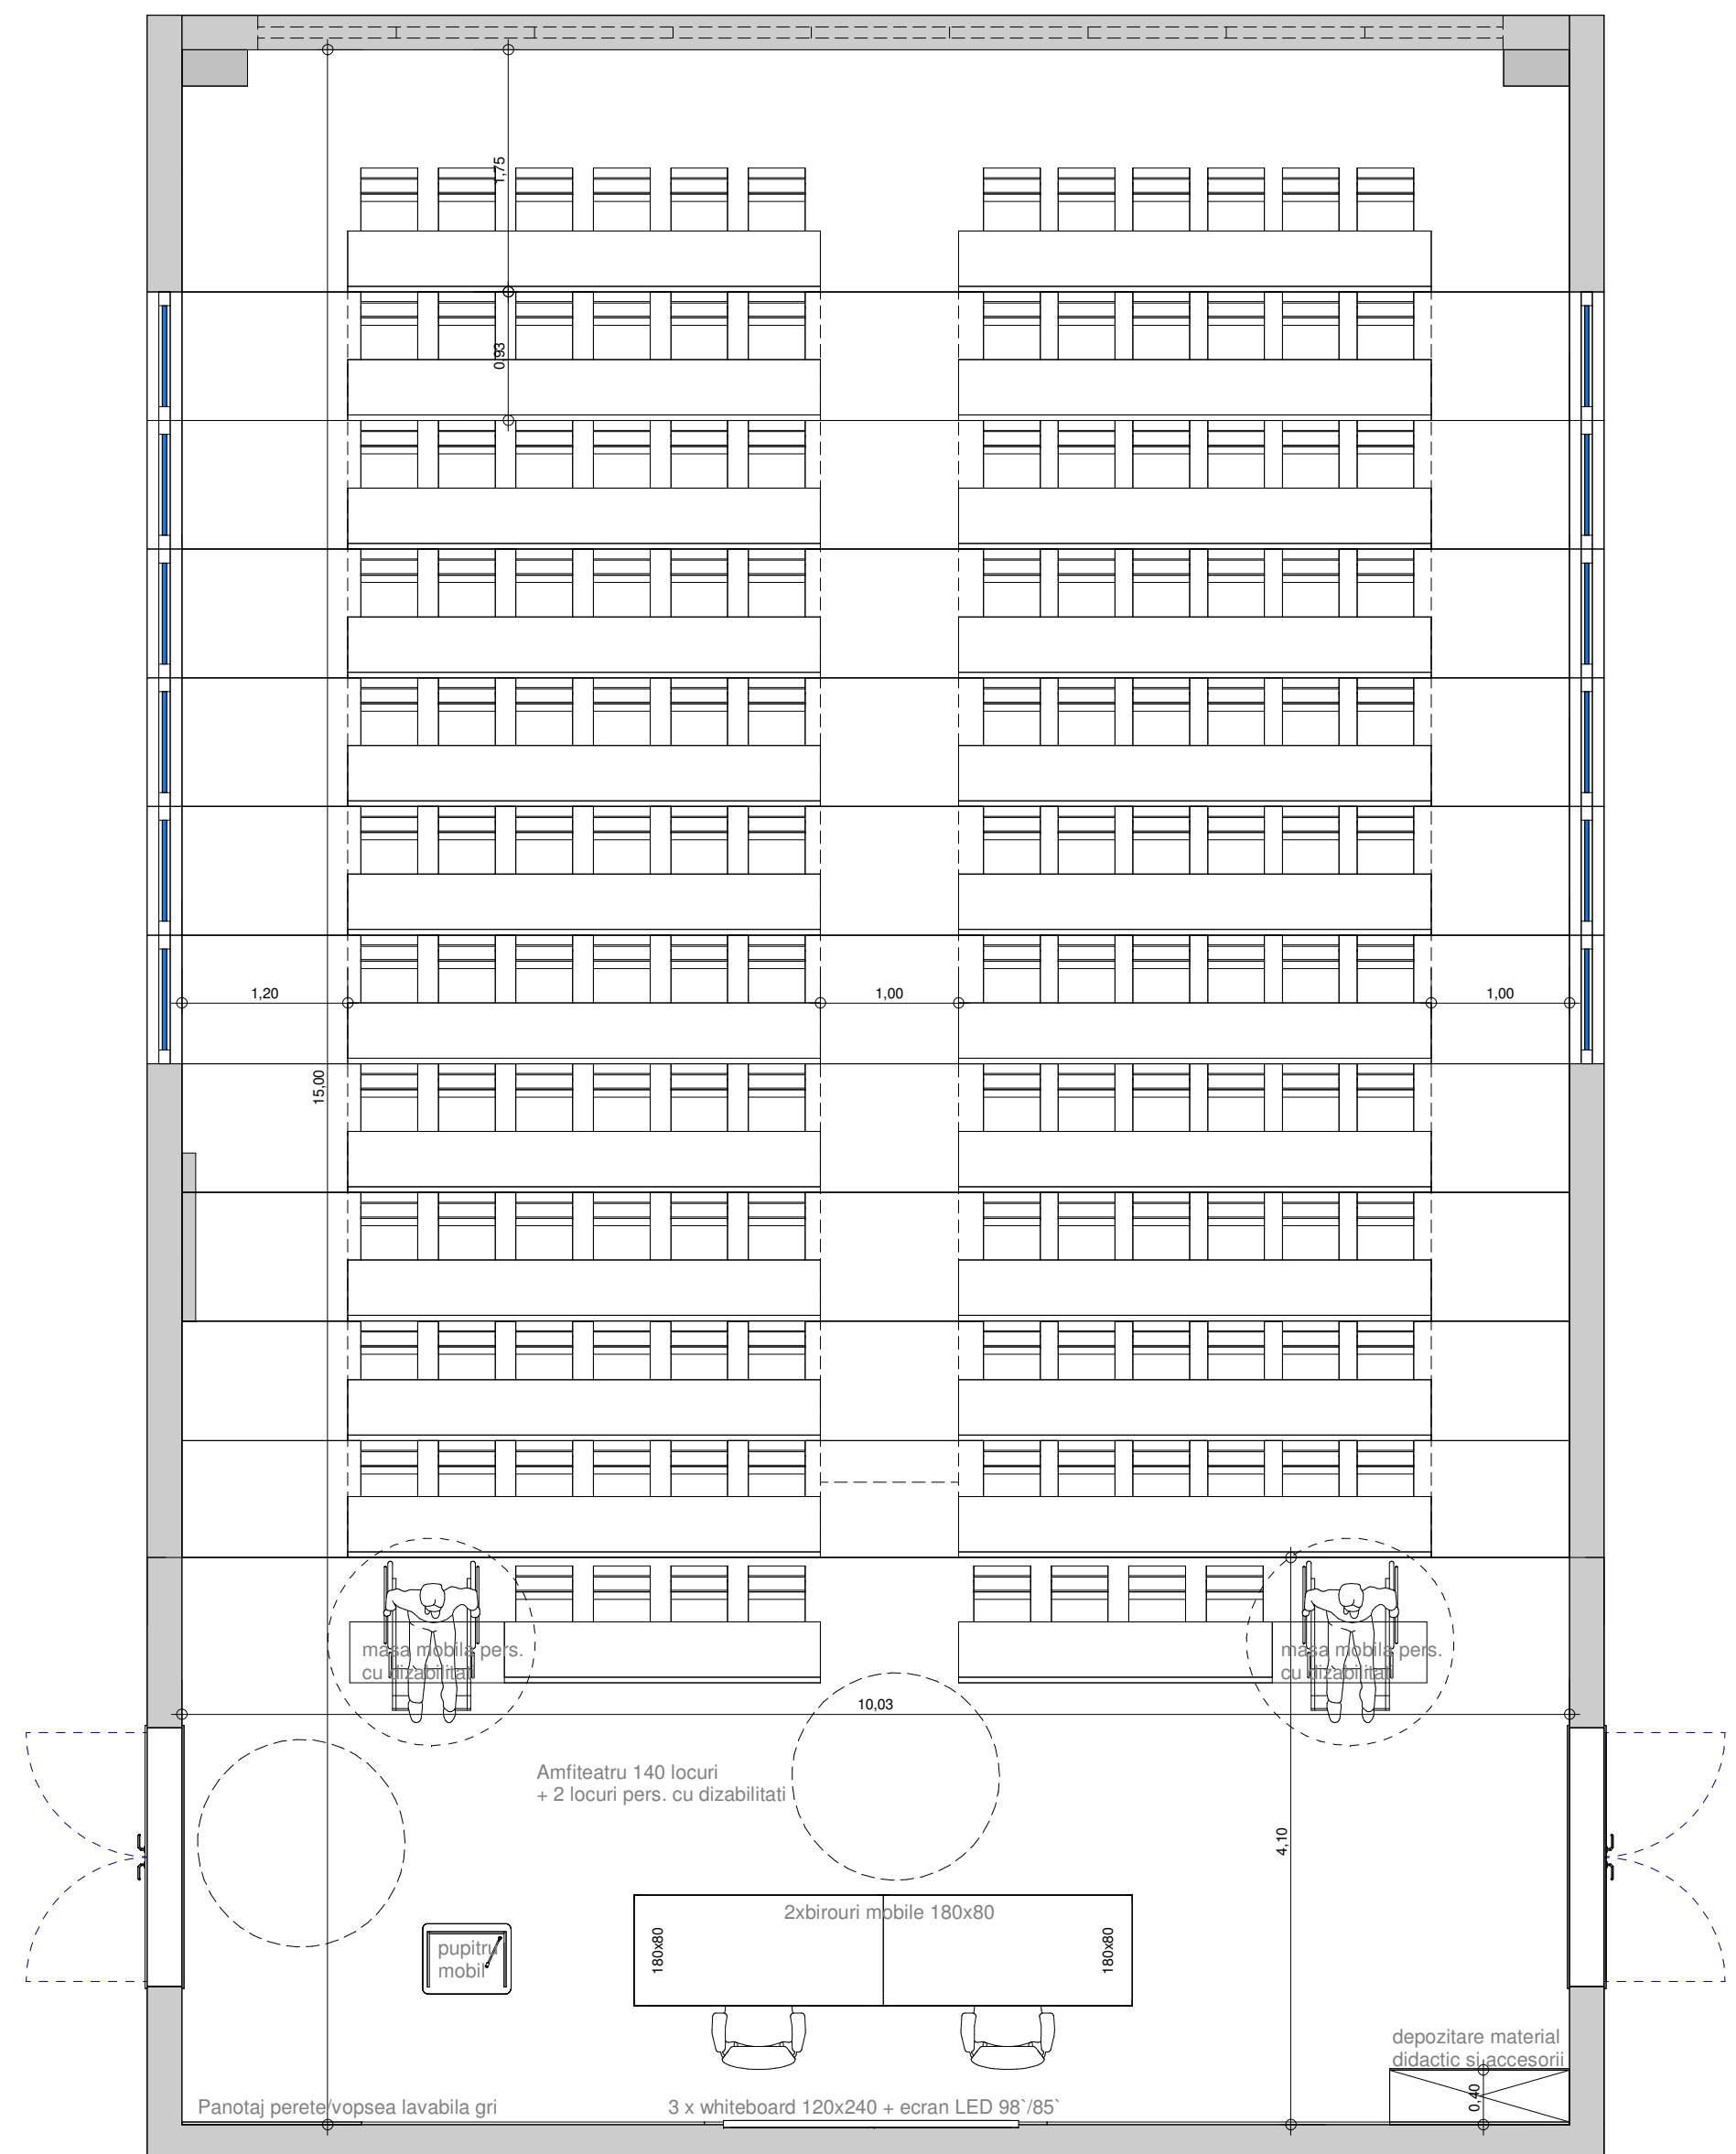 1,75
0,93
1,20
1,00
1,00
15,00
masa mobila pers.
cu dizabilitati
masa mobila pers.
cu dizabilitati
10,03
Amfiteatru 140 locuri
+ 2 locuri pers. cu dizabilitati
4,10
2xbirouri mobile 180x80
180x80
180x80
pupitru
mobil
depozitare material
didactic si accesorii
0,40
Panotaj perete/vopsea lavabila gri
3 x whiteboard 120x240 + ecran LED 98`/85`